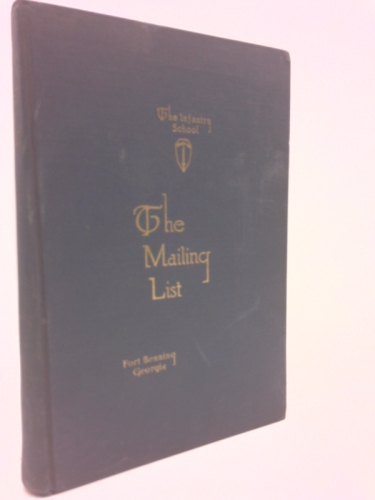 The Infantry
School
The
Mailing
List
Fort Benning
Georgia